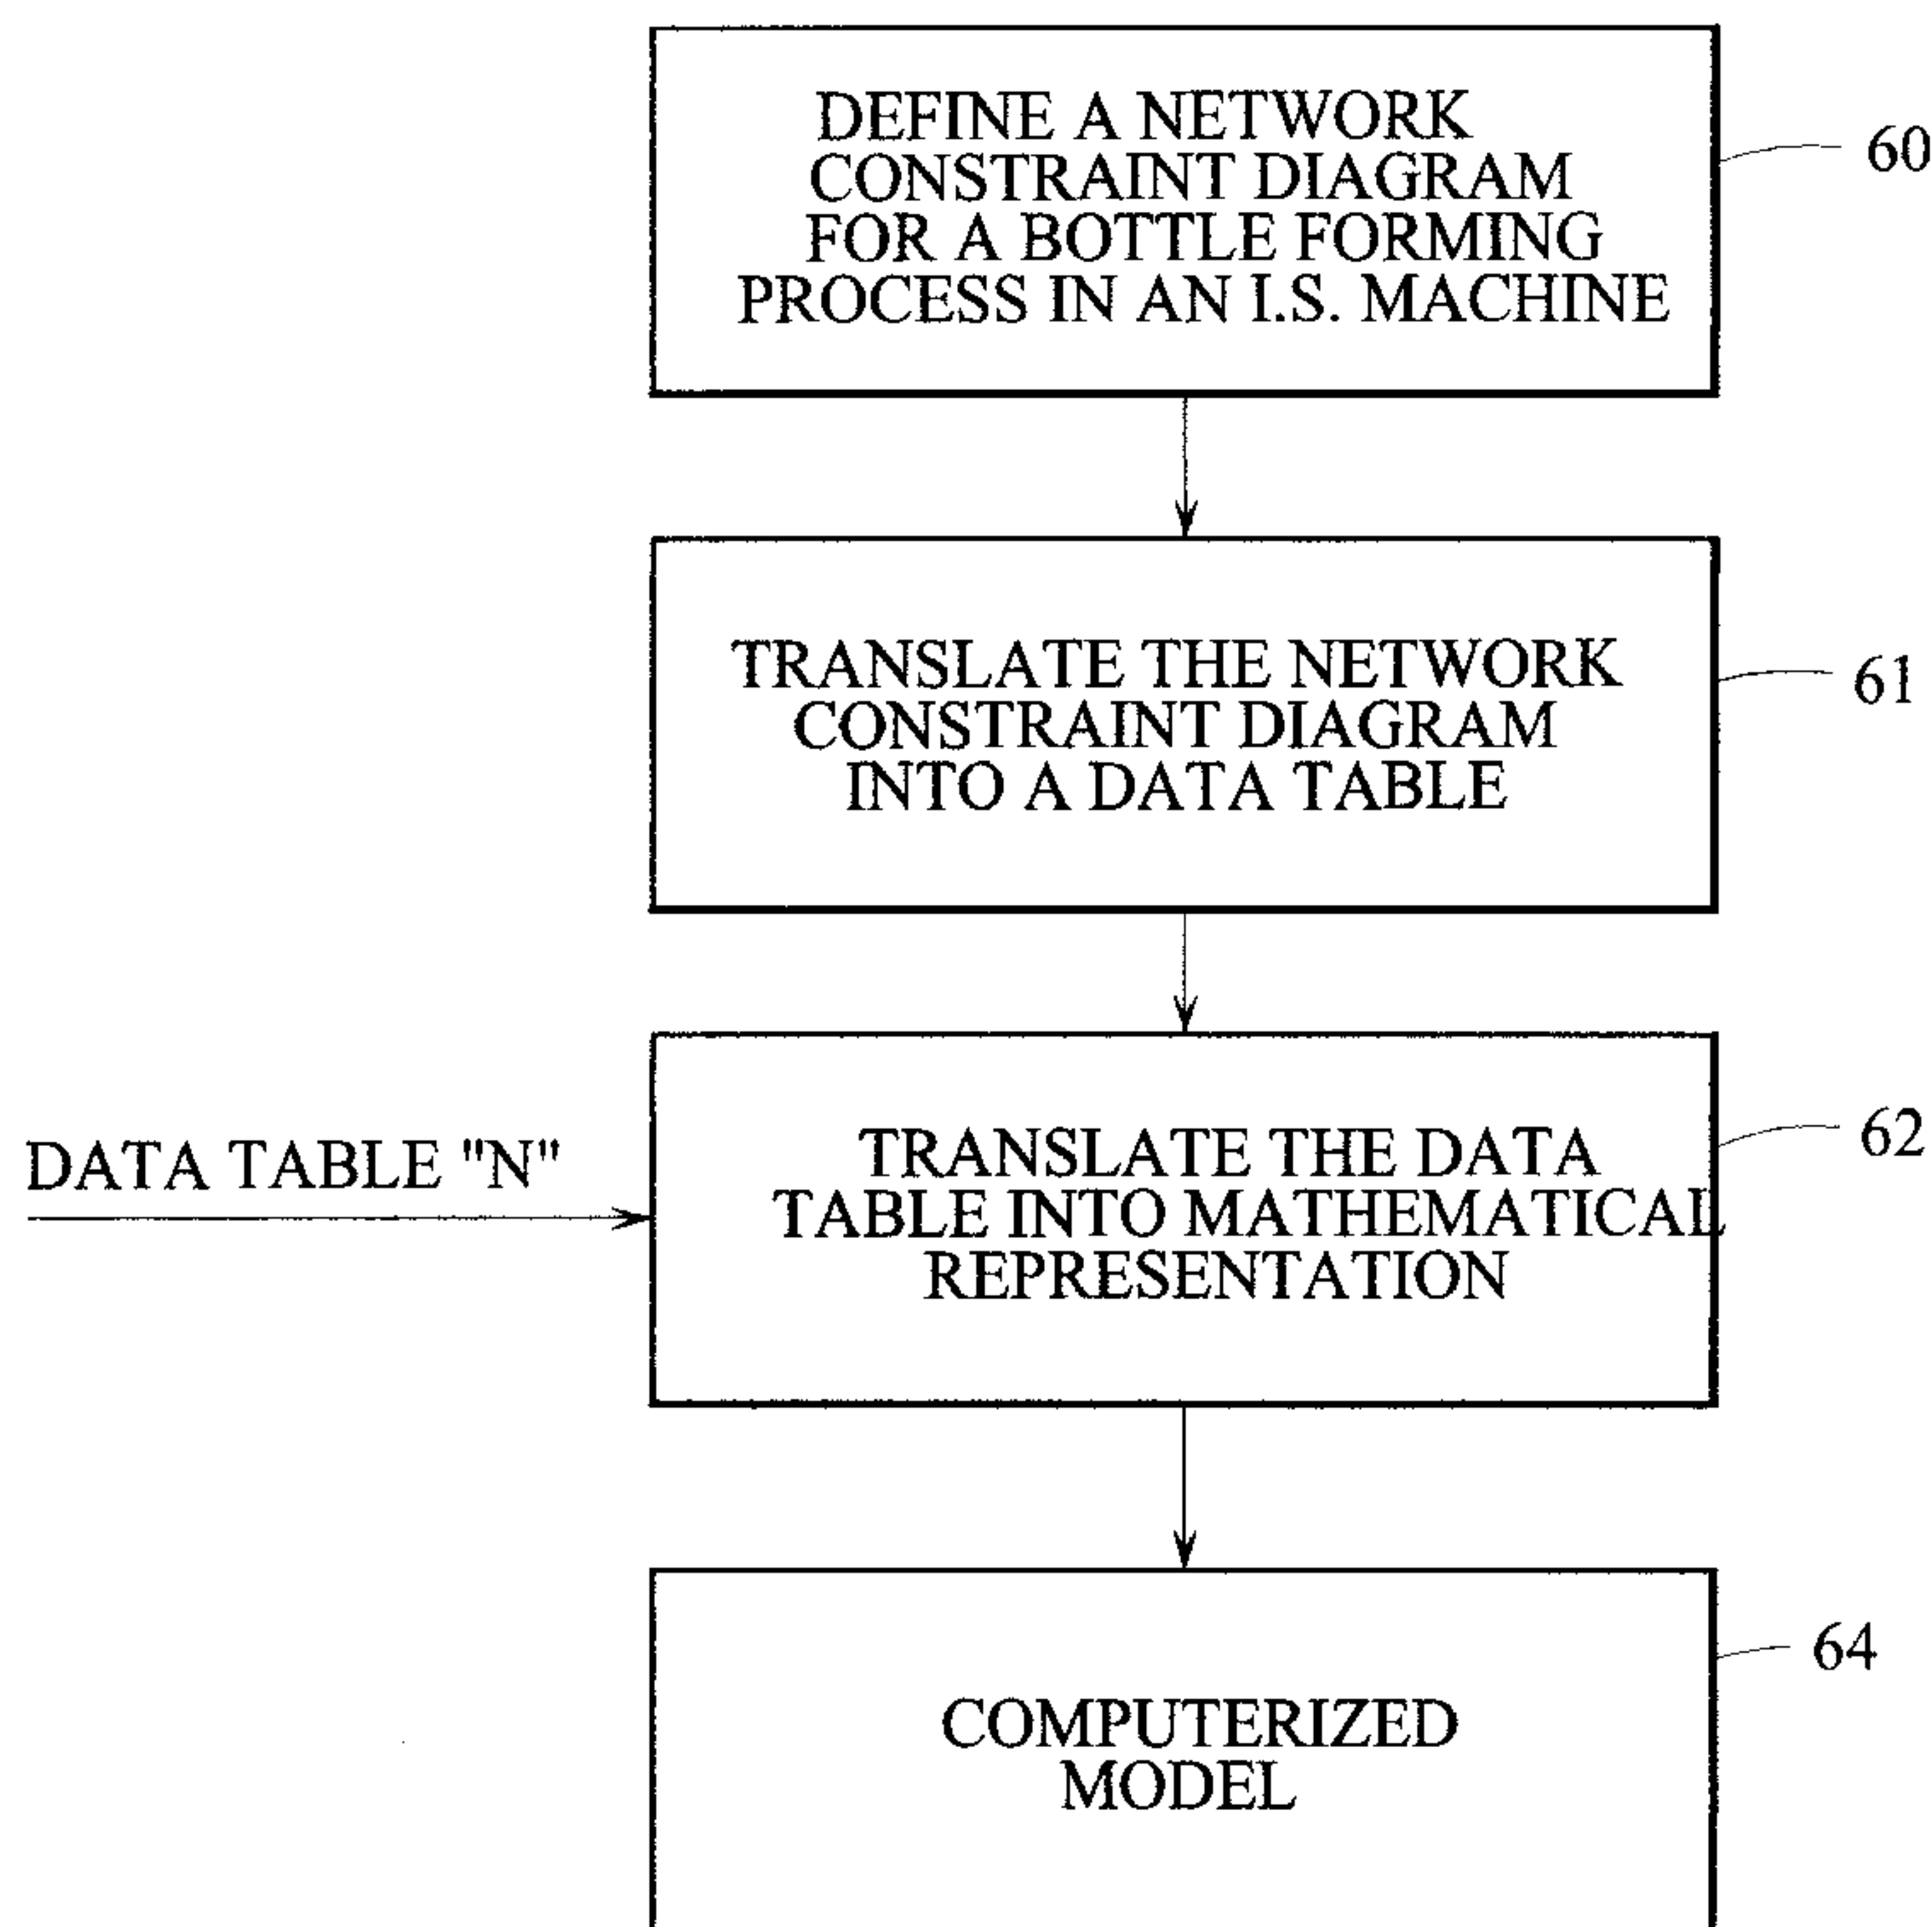 DEFINE A NETWORK
CONSTRAINT DIAGRAM
FOR A BOTTLE FORMING
PROCESS IN AN I.S. MACHINE
60
TRANSLATE THE NETWORK
CONSTRAINT DIAGRAM
INTO A DATA TABLE
61
DATA TABLE "N"
TRANSLATE THE DATA
TABLE INTO MATHEMATICAL
REPRESENTATION
62
COMPUTERIZED
MODEL
64